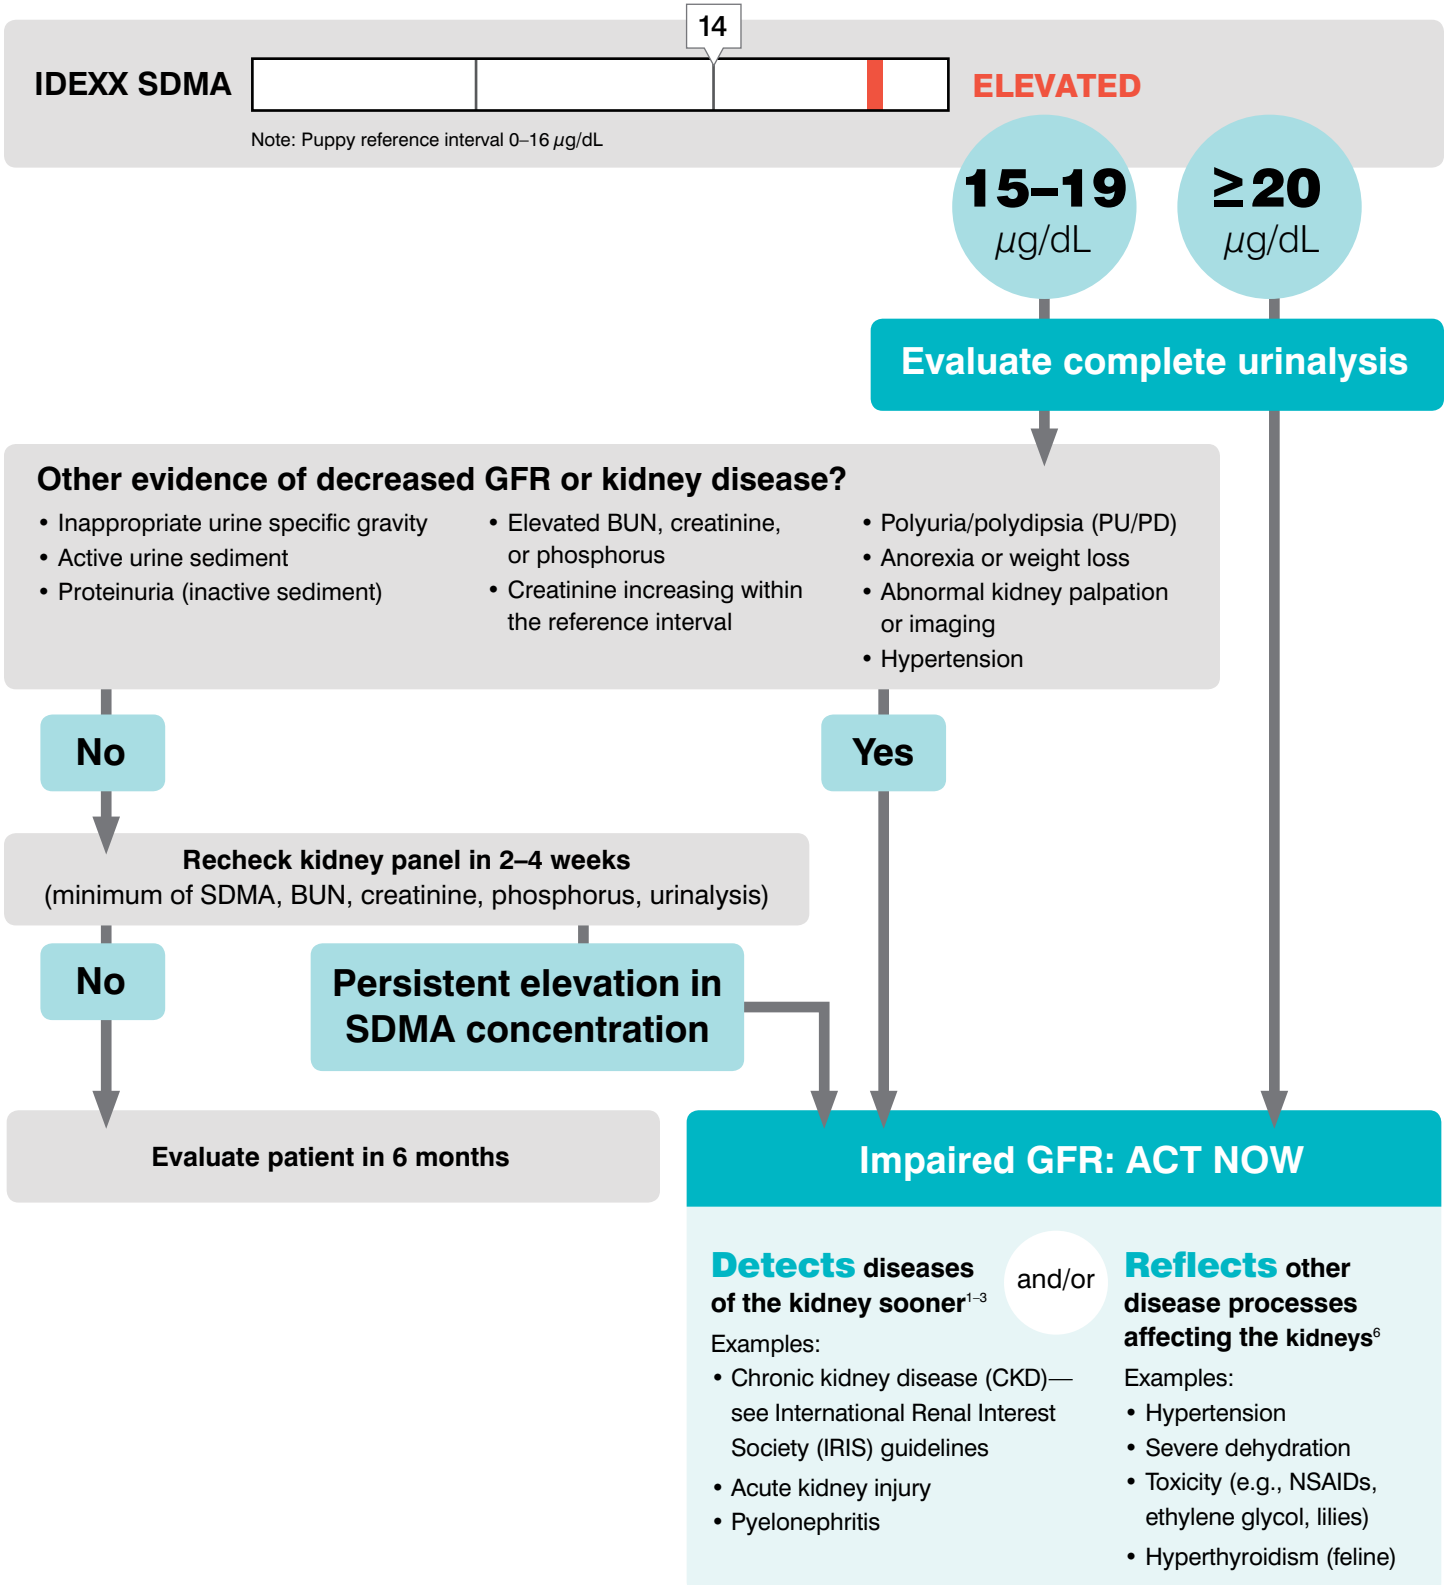 14
IDEXX SDMA
ELEVATED
Note: Puppy reference interval 0–16 µg/dL
15–19
µg/dL
≥20
µg/dL
Evaluate complete urinalysis
Other evidence of decreased GFR or kidney disease?
• Inappropriate urine specific gravity
• Active urine sediment
• Proteinuria (inactive sediment)
• Elevated BUN, creatinine,
or phosphorus
• Creatinine increasing within
the reference interval
• Polyuria/polydipsia (PU/PD)
• Anorexia or weight loss
• Abnormal kidney palpation
or imaging
• Hypertension
No
Yes
Recheck kidney panel in 2–4 weeks
(minimum of SDMA, BUN, creatinine, phosphorus, urinalysis)
No
Persistent elevation in
SDMA concentration
Evaluate patient in 6 months
Impaired GFR: ACT NOW
Detects diseases
of the kidney sooner1–3
Examples:
• Chronic kidney disease (CKD)—
see International Renal Interest
Society (IRIS) guidelines
• Acute kidney injury
• Pyelonephritis
and/or
Reflects other
disease processes
affecting the kidneys6
Examples:
• Hypertension
• Severe dehydration
• Toxicity (e.g., NSAIDs,
ethylene glycol, lilies)
• Hyperthyroidism (feline)